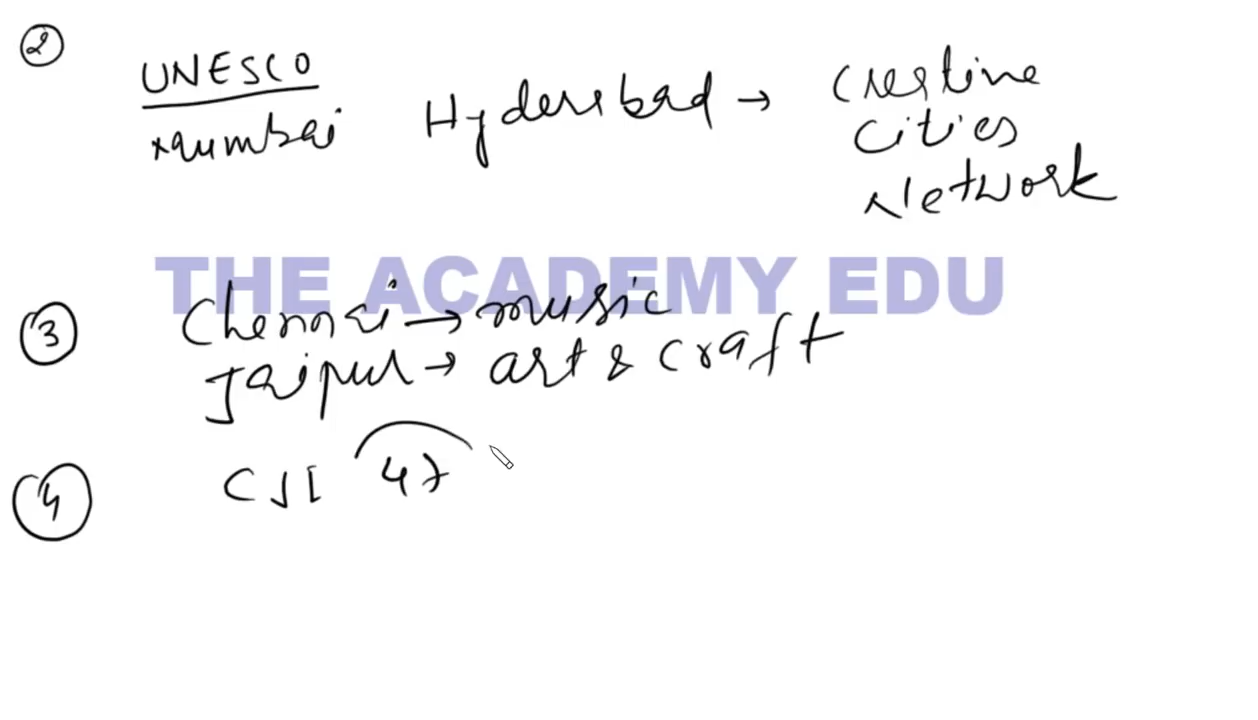 2
UNESCO
Mumbai Hyderabad → Creative
Cities
Network
THE ACADEMY EDU
3 Chennai → music
Jaipur → art & craft
4 CJI 47